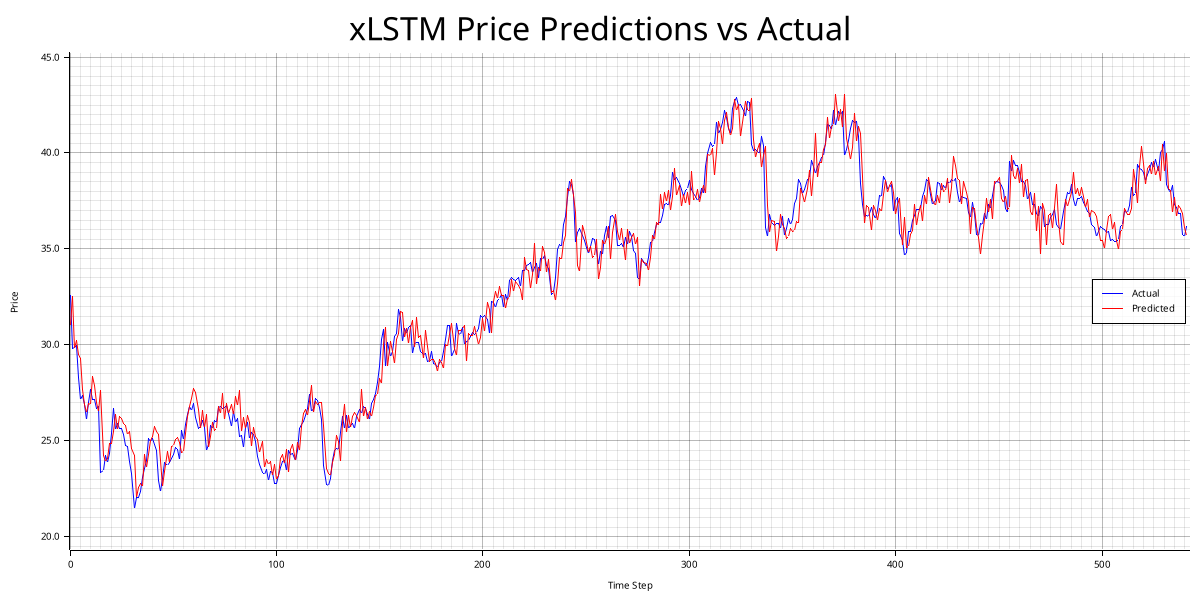 xLSTM Price Predictions vs Actual
45.0
40.0
35.0
30.0
25.0
20.0
Price
Actual
Predicted
0 100 200 300 400 500
Time Step